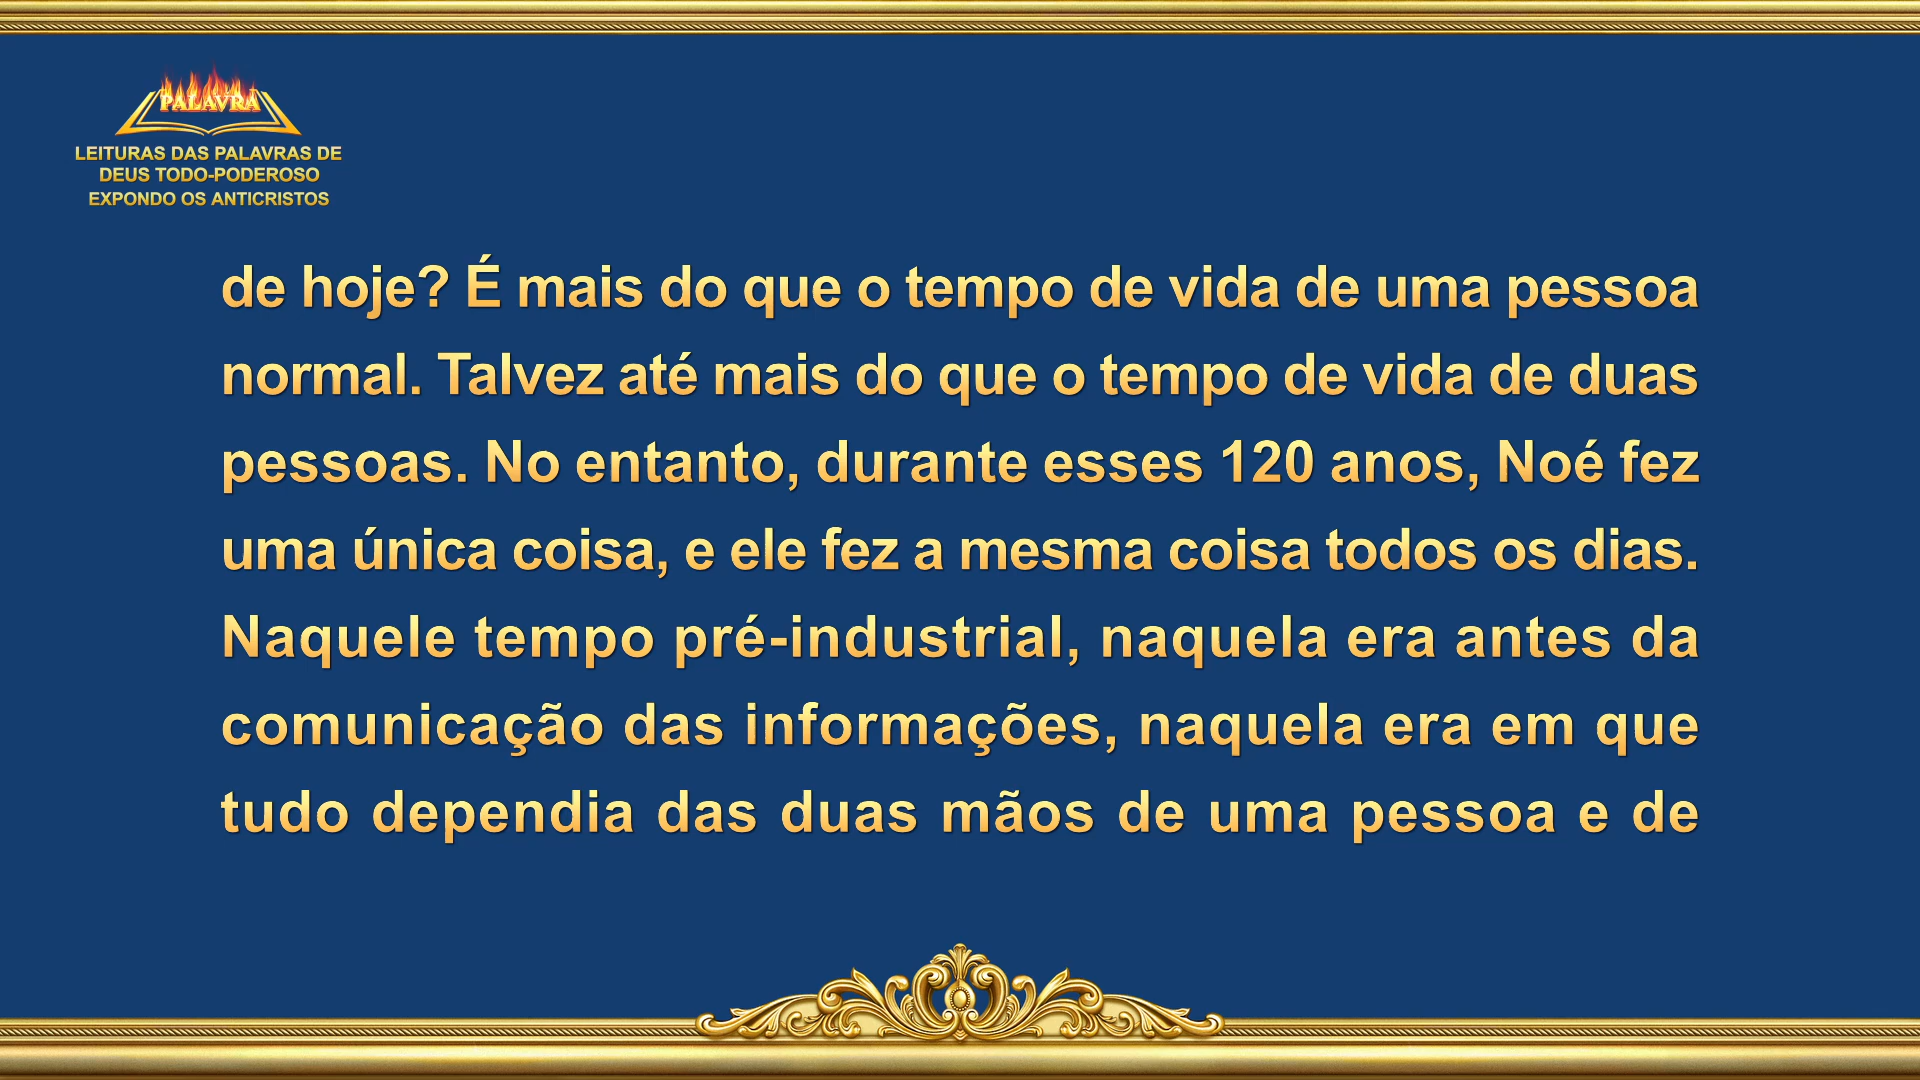 PALAVRA
LEITURAS DAS PALAVRAS DE
DEUS TODO-PODEROSO
EXPONDO OS ANTICRISTOS
de hoje? É mais do que o tempo de vida de uma pessoa
normal. Talvez até mais do que o tempo de vida de duas
pessoas. No entanto, durante esses 120 anos, Noé fez
uma única coisa, e ele fez a mesma coisa todos os dias.
Naquele tempo pré-industrial, naquela era antes da
comunicação das informações, naquela era em que
tudo dependia das duas mãos de uma pessoa e de